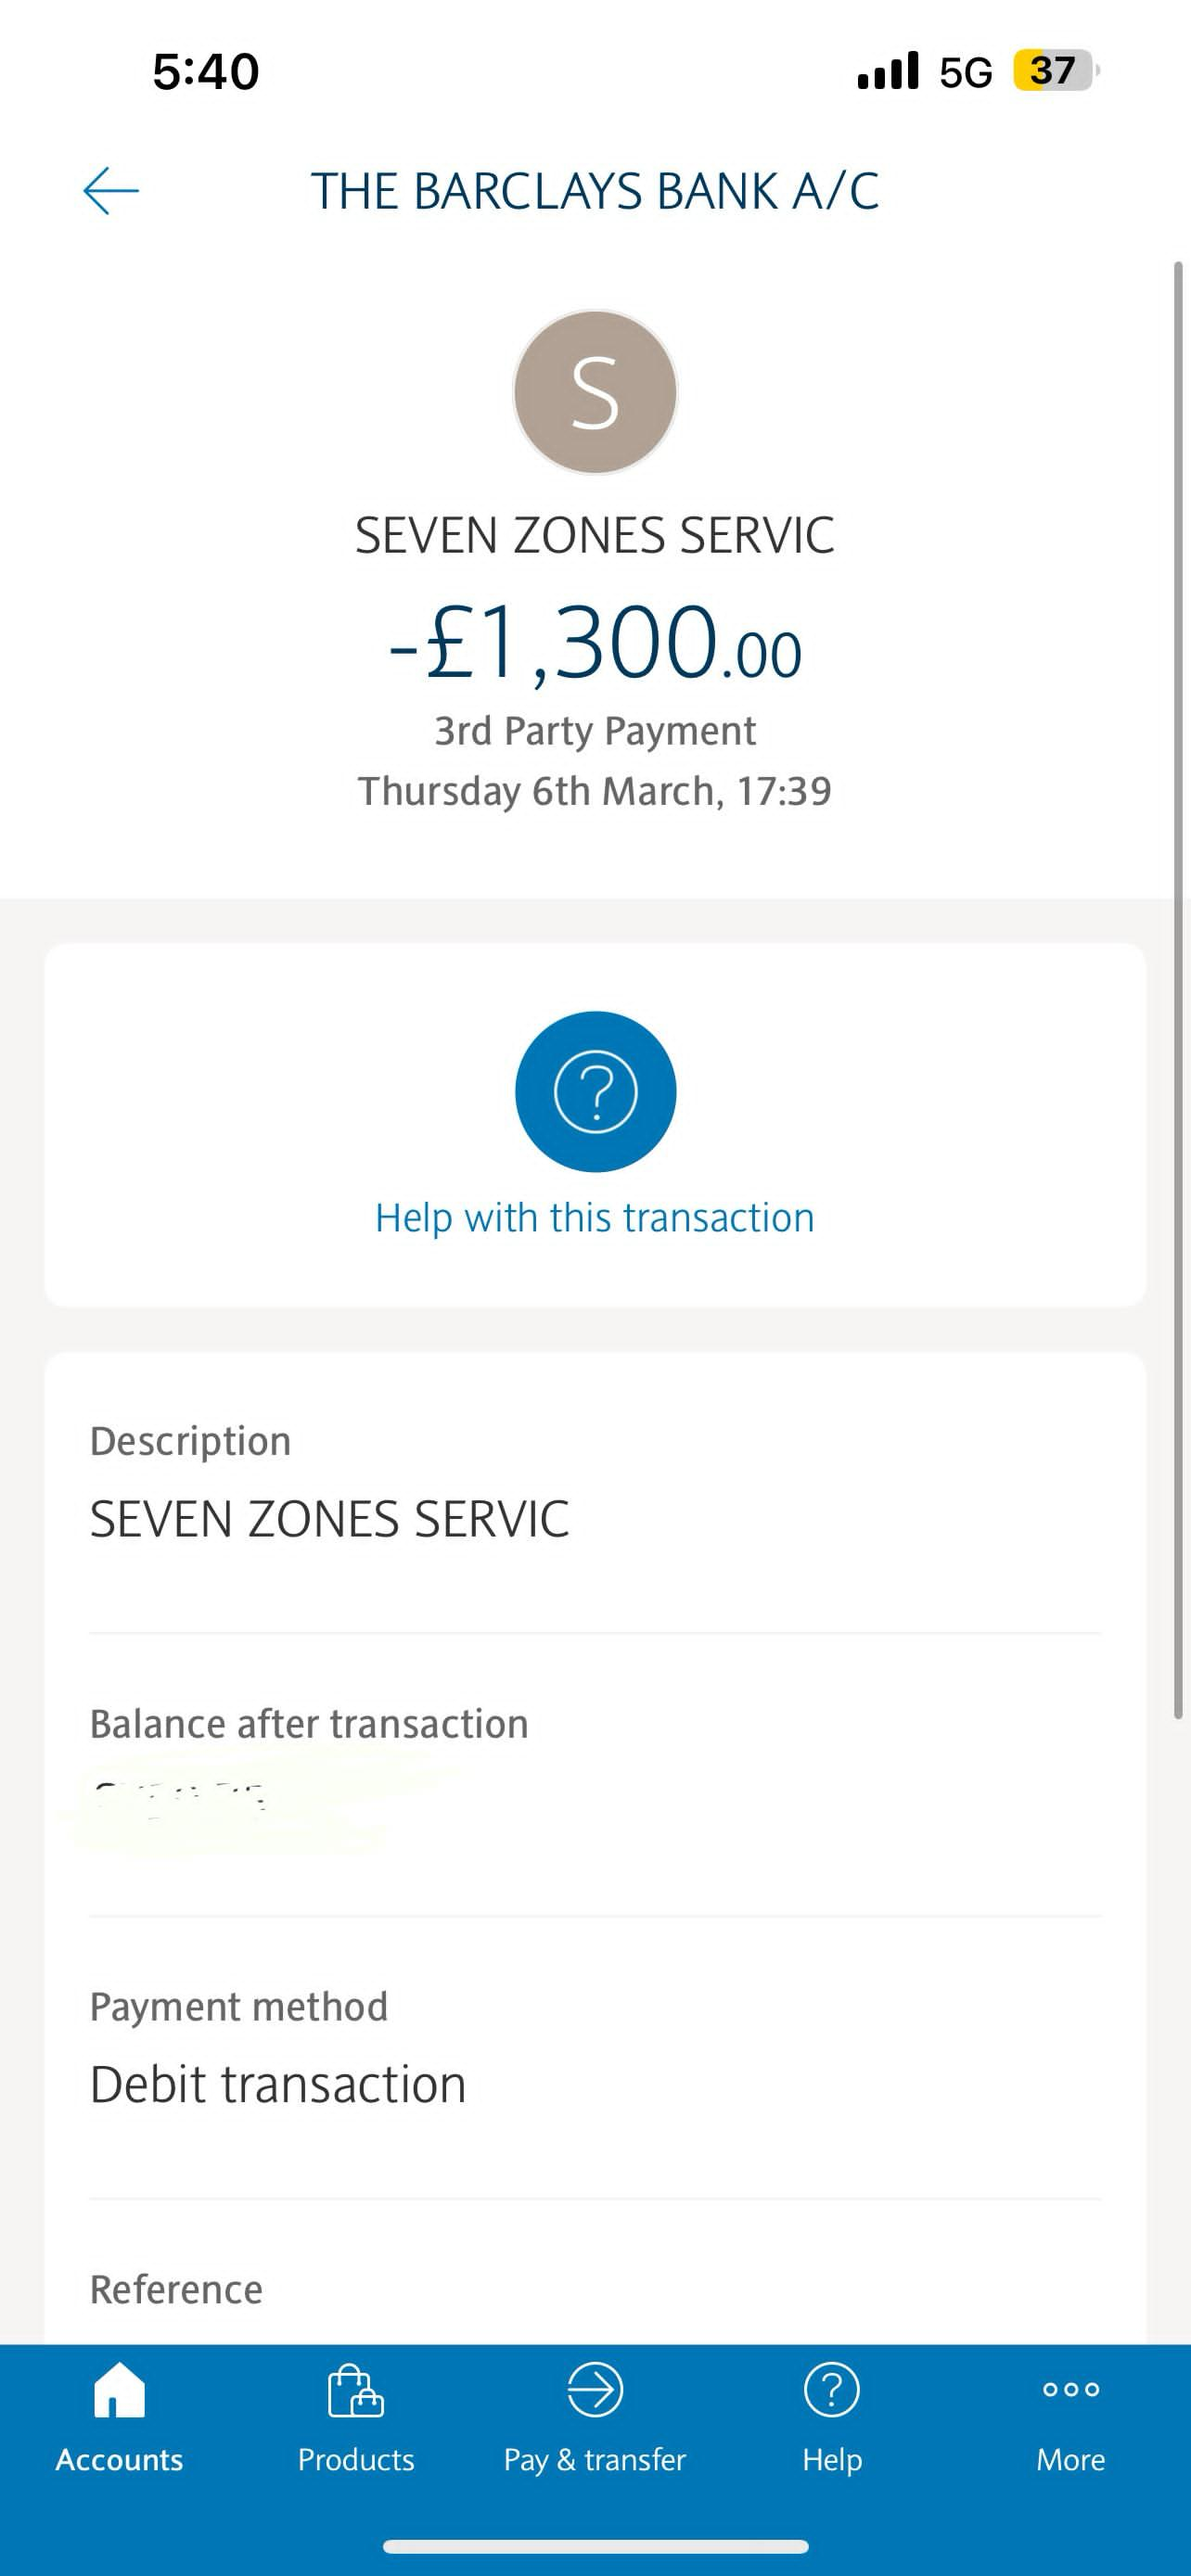 5:40
5G
37
THE BARCLAYS BANK A/C
S
SEVEN ZONES SERVIC
-£1,300.00
3rd Party Payment
Thursday 6th March, 17:39
?
Help with this transaction
Description
SEVEN ZONES SERVIC
Balance after transaction
Payment method
Debit transaction
Reference
?
Accounts
Products
Pay & transfer
Help
More